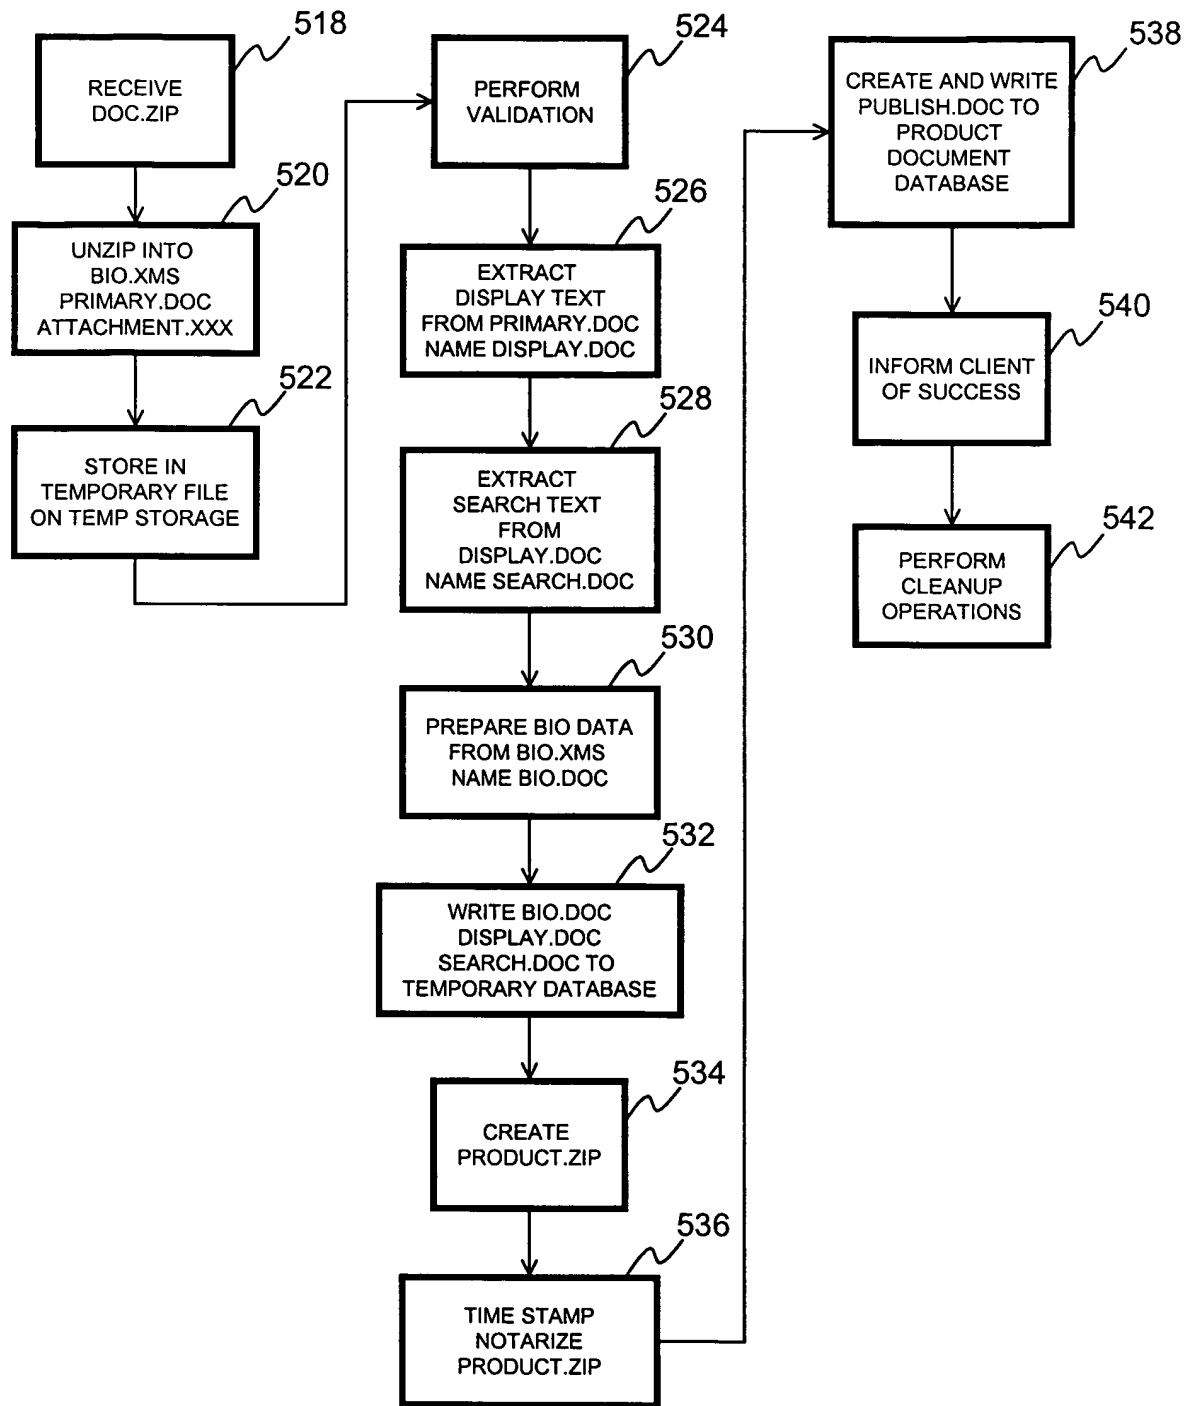 518
RECEIVE
DOC.ZIP
520
UNZIP INTO
BIO.XMS
PRIMARY.DOC
ATTACHMENT.XXX
522
STORE IN
TEMPORARY FILE
ON TEMP STORAGE
524
PERFORM
VALIDATION
526
EXTRACT
DISPLAY TEXT
FROM PRIMARY.DOC
NAME DISPLAY.DOC
528
EXTRACT
SEARCH TEXT
FROM
DISPLAY.DOC
NAME SEARCH.DOC
530
PREPARE BIO DATA
FROM BIO.XMS
NAME BIO.DOC
532
WRITE BIO.DOC
DISPLAY.DOC
SEARCH.DOC TO
TEMPORARY DATABASE
534
CREATE
PRODUCT.ZIP
536
TIME STAMP
NOTARIZE
PRODUCT.ZIP
538
CREATE AND WRITE
PUBLISH.DOC TO
PRODUCT
DOCUMENT
DATABASE
540
INFORM CLIENT
OF SUCCESS
542
PERFORM
CLEANUP
OPERATIONS